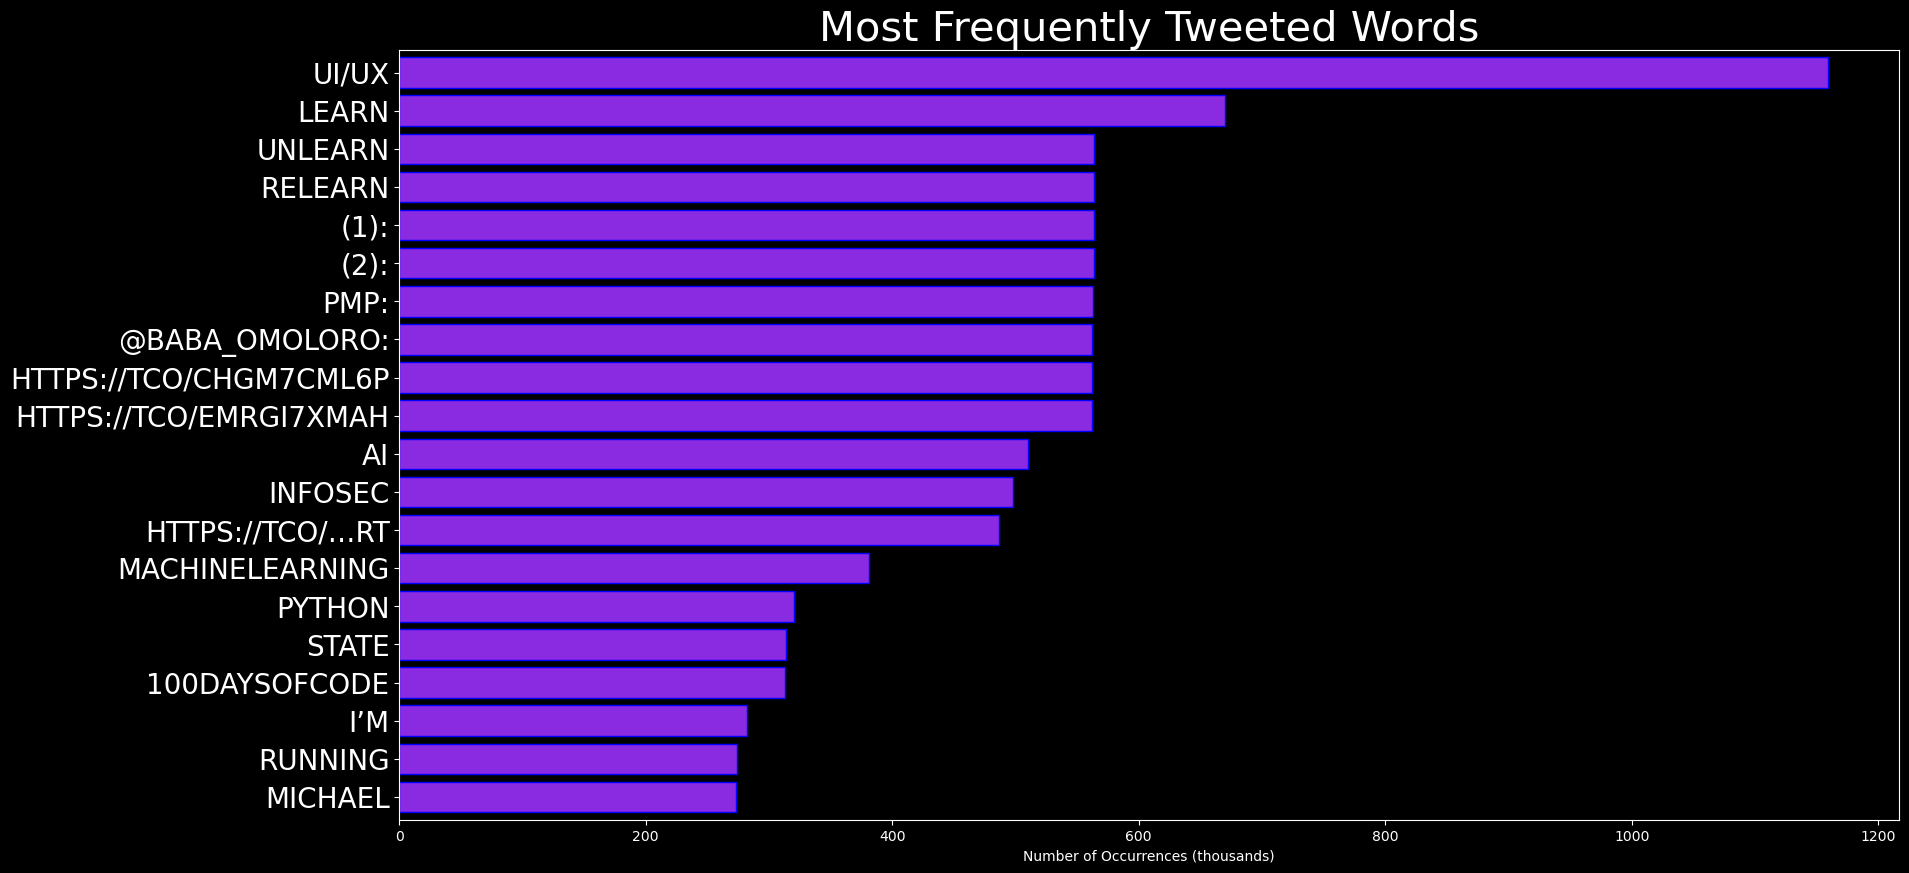 Most Frequently Tweeted Words
UI/UX
LEARN
UNLEARN
RELEARN
(1):
(2):
PMP:
@BABA_OMOLORO:
HTTPS://TCO/CHGM7CML6P
HTTPS://TCO/EMRGI7XMAH
AI
INFOSEC
HTTPS://TCO/…RT
MACHINELEARNING
PYTHON
STATE
100DAYSOFCODE
I’M
RUNNING
MICHAEL
0 200 400 600 800 1000 1200
Number of Occurrences (thousands)